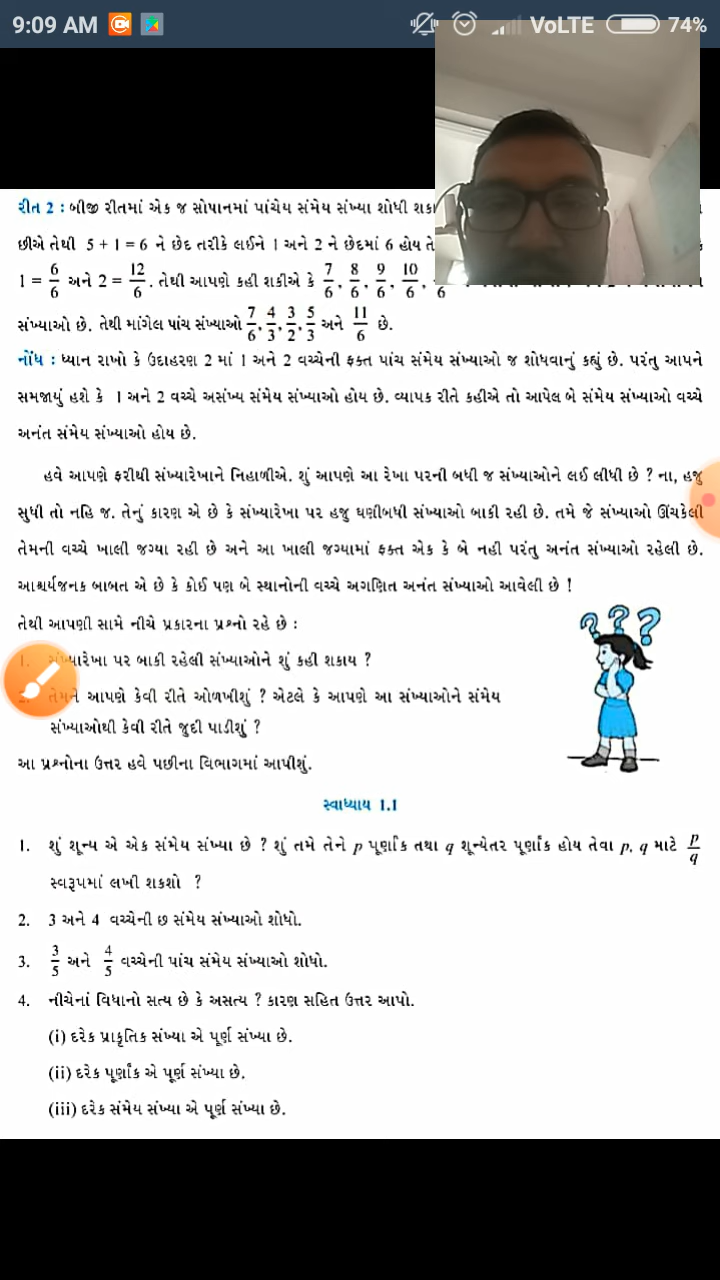 9:09 AM VoLTE 74%
રીત 2 : બીજી રીતમાં એક જ સોપાનમાં પાંચેય સંમેય સંખ્યા શોધી શકા
છીએ તેથી 5 + 1 = 6 ને છેદ તરીકે લઈને 1 અને 2 ને છેદમાં 6 હોય તે
1 = 6/6 અને 2 = 12/6 . તેથી આપણે કહી શકીએ કે 7/6, 8/6, 9/6, 10/6,
સંખ્યાઓ છે. તેથી માંગેલ પાંચ સંખ્યાઓ 7/6, 4/3, 3/2, 5/3 અને 11/6 છે.
નોંધ : ધ્યાન રાખો કે ઉદાહરણ 2 માં 1 અને 2 વચ્ચેની ફક્ત પાંચ સંમેય સંખ્યાઓ જ શોધવાનું કહ્યું છે. પરંતુ આપને
સમજાયું હશે કે 1 અને 2 વચ્ચે અસંખ્ય સંમેય સંખ્યાઓ હોય છે. વ્યાપક રીતે કહીએ તો આપેલ બે સંમેય સંખ્યાઓ વચ્ચે
અનંત સંમેય સંખ્યાઓ હોય છે.
હવે આપણે ફરીથી સંખ્યારેખાને નિહાળીએ. શું આપણે આ રેખા પરની બધી જ સંખ્યાઓને લઈ લીધી છે ? ના, હજુ
સુધી તો નહિ જ. તેનું કારણ એ છે કે સંખ્યારેખા પર હજુ ઘણીબધી સંખ્યાઓ બાકી રહી છે. તમે જે સંખ્યાઓ ઊંચકેલી
તેમની વચ્ચે ખાલી જગ્યા રહી છે અને આ ખાલી જગ્યામાં ફક્ત એક કે બે નહી પરંતુ અનંત સંખ્યાઓ રહેલી છે.
આશ્ચર્યજનક બાબત એ છે કે કોઈ પણ બે સ્થાનોની વચ્ચે અગણિત અનંત સંખ્યાઓ આવેલી છે !
તેથી આપણી સામે નીચે પ્રકારના પ્રશ્નો રહે છે :
1. સંખ્યારેખા પર બાકી રહેલી સંખ્યાઓને શું કહી શકાય ?
2. તેમને આપણે કેવી રીતે ઓળખીશું ? એટલે કે આપણે આ સંખ્યાઓને સંમેય
સંખ્યાઓથી કેવી રીતે જુદી પાડીશું ?
આ પ્રશ્નોના ઉત્તર હવે પછીના વિભાગમાં આપીશું.
???
સ્વાધ્યાય 1.1
1. શું શૂન્ય એ એક સંમેય સંખ્યા છે ? શું તમે તેને p પૂર્ણાંક તથા q શૂન્યેતર પૂર્ણાંક હોય તેવા p, q માટે p/q
સ્વરૂપમાં લખી શકશો ?
2. 3 અને 4 વચ્ચેની છ સંમેય સંખ્યાઓ શોધો.
3. 3/5 અને 4/5 વચ્ચેની પાંચ સંમેય સંખ્યાઓ શોધો.
4. નીચેનાં વિધાનો સત્ય છે કે અસત્ય ? કારણ સહિત ઉત્તર આપો.
(i) દરેક પ્રાકૃતિક સંખ્યા એ પૂર્ણ સંખ્યા છે.
(ii) દરેક પૂર્ણાંક એ પૂર્ણ સંખ્યા છે.
(iii) દરેક સંમેય સંખ્યા એ પૂર્ણ સંખ્યા છે.